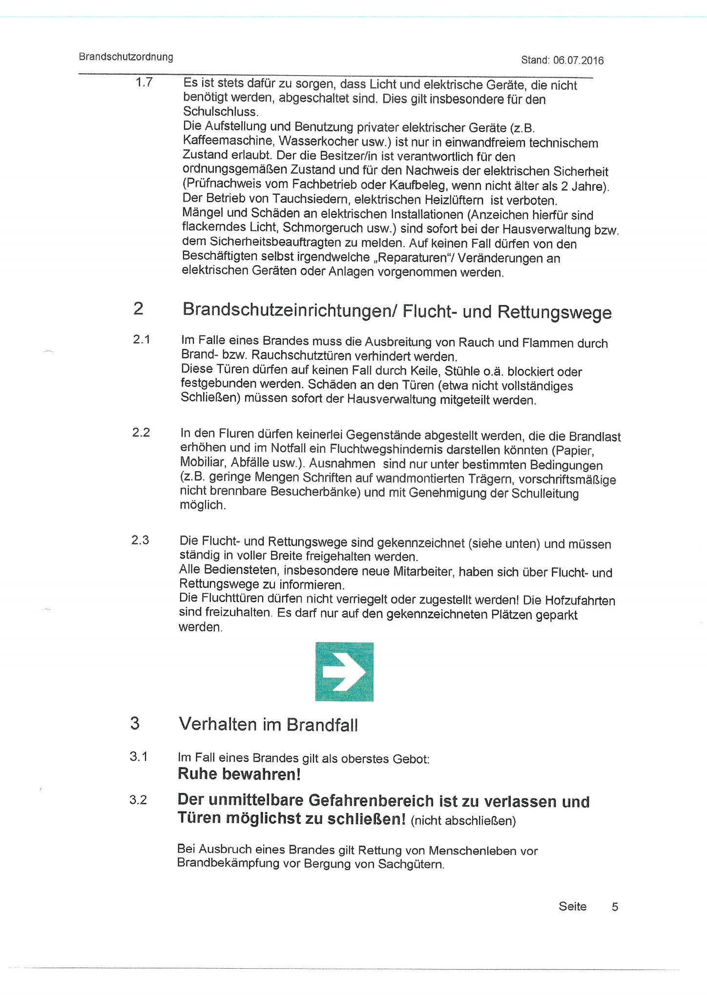 Brandschutzordnung
Stand: 06.07.2016
1.7 Es ist stets dafür zu sorgen, dass Licht und elektrische Geräte, die nicht
benötigt werden, abgeschaltet sind. Dies gilt insbesondere für den
Schulschluss.
Die Aufstellung und Benutzung privater elektrischer Geräte (z.B.
Kaffeemaschine, Wasserkocher usw.) ist nur in einwandfreiem technischem
Zustand erlaubt. Der die Besitzer/in ist verantwortlich für den
ordnungsgemäßen Zustand und für den Nachweis der elektrischen Sicherheit
(Prüfnachweis vom Fachbetrieb oder Kaufbeleg, wenn nicht älter als 2 Jahre).
Der Betrieb von Tauchsiedern, elektrischen Heizlüftern  ist verboten.
Mängel und Schäden an elektrischen Installationen (Anzeichen hierfür sind
flackerndes Licht, Schmorgeruch usw.) sind sofort bei der Hausverwaltung bzw.
dem Sicherheitsbeauftragten zu melden. Auf keinen Fall dürfen von den
Beschäftigten selbst irgendwelche „Reparaturen“/ Veränderungen an
elektrischen Geräten oder Anlagen vorgenommen werden.
2 Brandschutzeinrichtungen/ Flucht- und Rettungswege
2.1 Im Falle eines Brandes muss die Ausbreitung von Rauch und Flammen durch
Brand- bzw. Rauchschutztüren verhindert werden.
Diese Türen dürfen auf keinen Fall durch Keile, Stühle o.ä. blockiert oder
festgebunden werden. Schäden an den Türen (etwa nicht vollständiges
Schließen) müssen sofort der Hausverwaltung mitgeteilt werden.
2.2 In den Fluren dürfen keinerlei Gegenstände abgestellt werden, die die Brandlast
erhöhen und im Notfall ein Fluchtwegshindernis darstellen könnten (Papier,
Mobiliar, Abfälle usw.). Ausnahmen  sind nur unter bestimmten Bedingungen
(z.B. geringe Mengen Schriften auf wandmontierten Trägern, vorschriftsmäßige
nicht brennbare Besucherbänke) und mit Genehmigung der Schulleitung
möglich.
2.3 Die Flucht- und Rettungswege sind gekennzeichnet (siehe unten) und müssen
ständig in voller Breite freigehalten werden.
Alle Bediensteten, insbesondere neue Mitarbeiter, haben sich über Flucht- und
Rettungswege zu informieren.
Die Fluchttüren dürfen nicht verriegelt oder zugestellt werden! Die Hofzufahrten
sind freizuhalten. Es darf nur auf den gekennzeichneten Plätzen geparkt
werden.
3 Verhalten im Brandfall
3.1 Im Fall eines Brandes gilt als oberstes Gebot:
Ruhe bewahren!
3.2 Der unmittelbare Gefahrenbereich ist zu verlassen und
Türen möglichst zu schließen! (nicht abschließen)
Bei Ausbruch eines Brandes gilt Rettung von Menschenleben vor
Brandbekämpfung vor Bergung von Sachgütern.
Seite 5